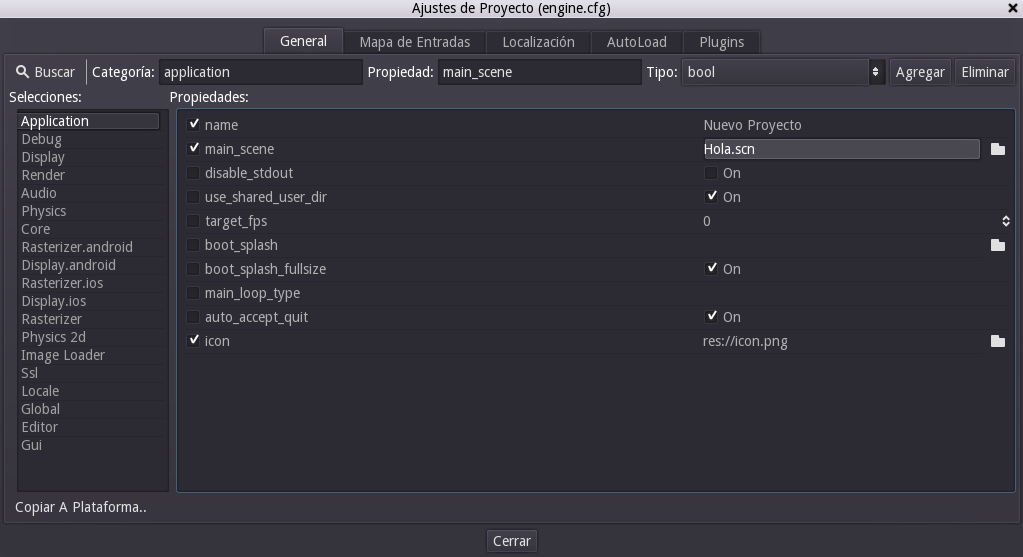 Ajustes de Proyecto (engine.cfg)
General Mapa de Entradas Localización AutoLoad Plugins
Buscar Categoría: application Propiedad: main_scene Tipo: bool Agregar Eliminar
Selecciones: Propiedades:
Application
Debug
Display
Render
Audio
Physics
Core
Rasterizer.android
Display.android
Rasterizer.ios
Display.ios
Rasterizer
Physics 2d
Image Loader
Ssl
Locale
Global
Editor
Gui
name Nuevo Proyecto
main_scene Hola.scn
disable_stdout On
use_shared_user_dir On
target_fps 0
boot_splash
boot_splash_fullsize On
main_loop_type
auto_accept_quit On
icon res://icon.png
Copiar A Plataforma..
Cerrar